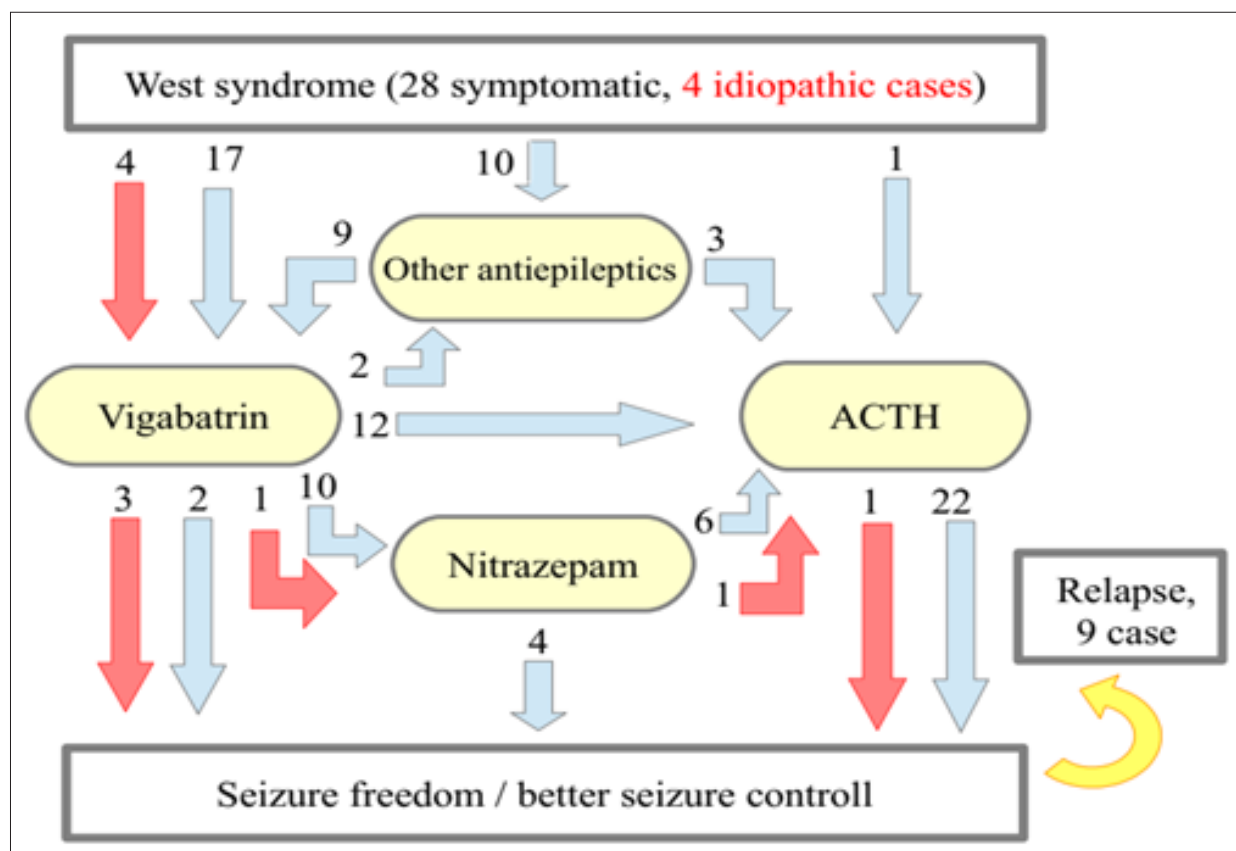 West syndrome (28 symptomatic, 4 idiopathic cases)
4
17
10
1
9
Other antiepileptics
3
2
Vigabatrin
12
ACTH
3
2
1
10
Nitrazepam
6
1
1
22
4
Relapse,
9 case
Seizure freedom / better seizure controll